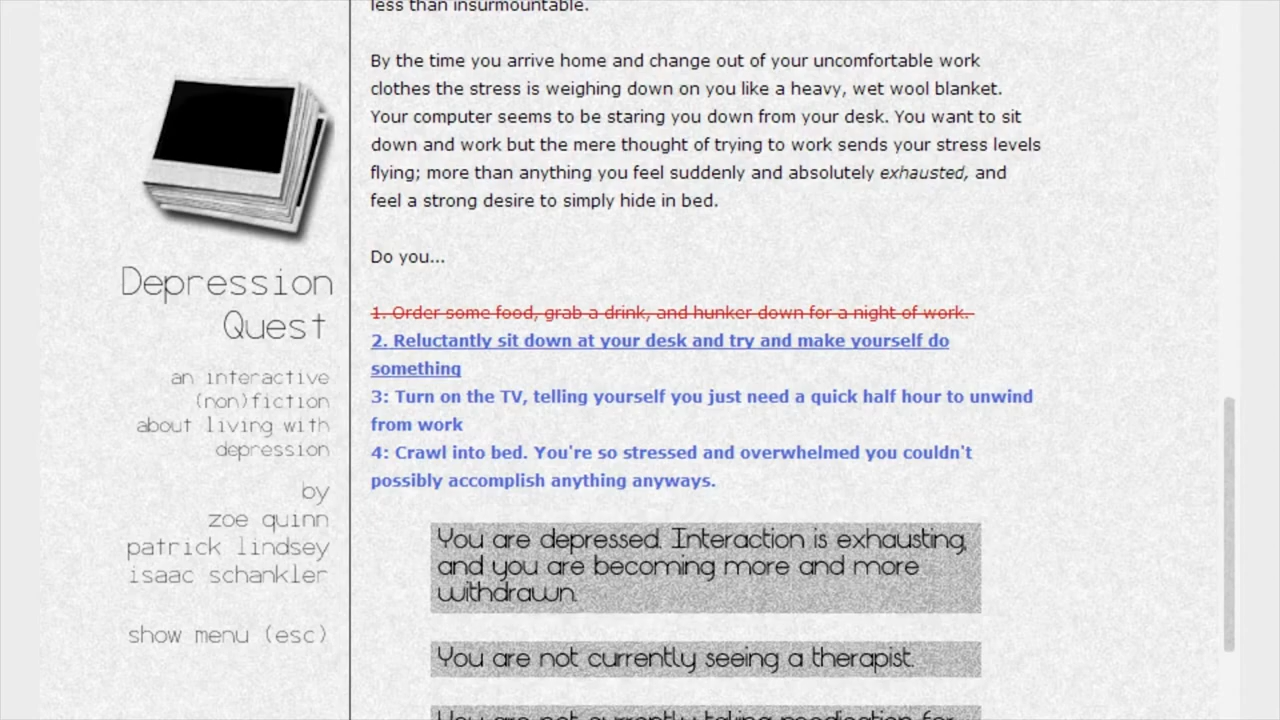 less than insurmountable.
By the time you arrive home and change out of your uncomfortable work
clothes the stress is weighing down on you like a heavy, wet wool blanket.
Your computer seems to be staring you down from your desk. You want to sit
down and work but the mere thought of trying to work sends your stress levels
flying; more than anything you feel suddenly and absolutely exhausted, and
feel a strong desire to simply hide in bed.
Do you...
1. Order some food, grab a drink, and hunker down for a night of work.
2. Reluctantly sit down at your desk and try and make yourself do
something
3: Turn on the TV, telling yourself you just need a quick half hour to unwind
from work
4: Crawl into bed. You're so stressed and overwhelmed you couldn't
possibly accomplish anything anyways.
You are depressed. Interaction is exhausting,
and you are becoming more and more
withdrawn.
You are not currently seeing a therapist.
You are not currently taking medication for
Depression
Quest
an interactive
(non)fiction
about living with
depression
by
zoe quinn
patrick lindsey
isaac schankler
show menu (esc)